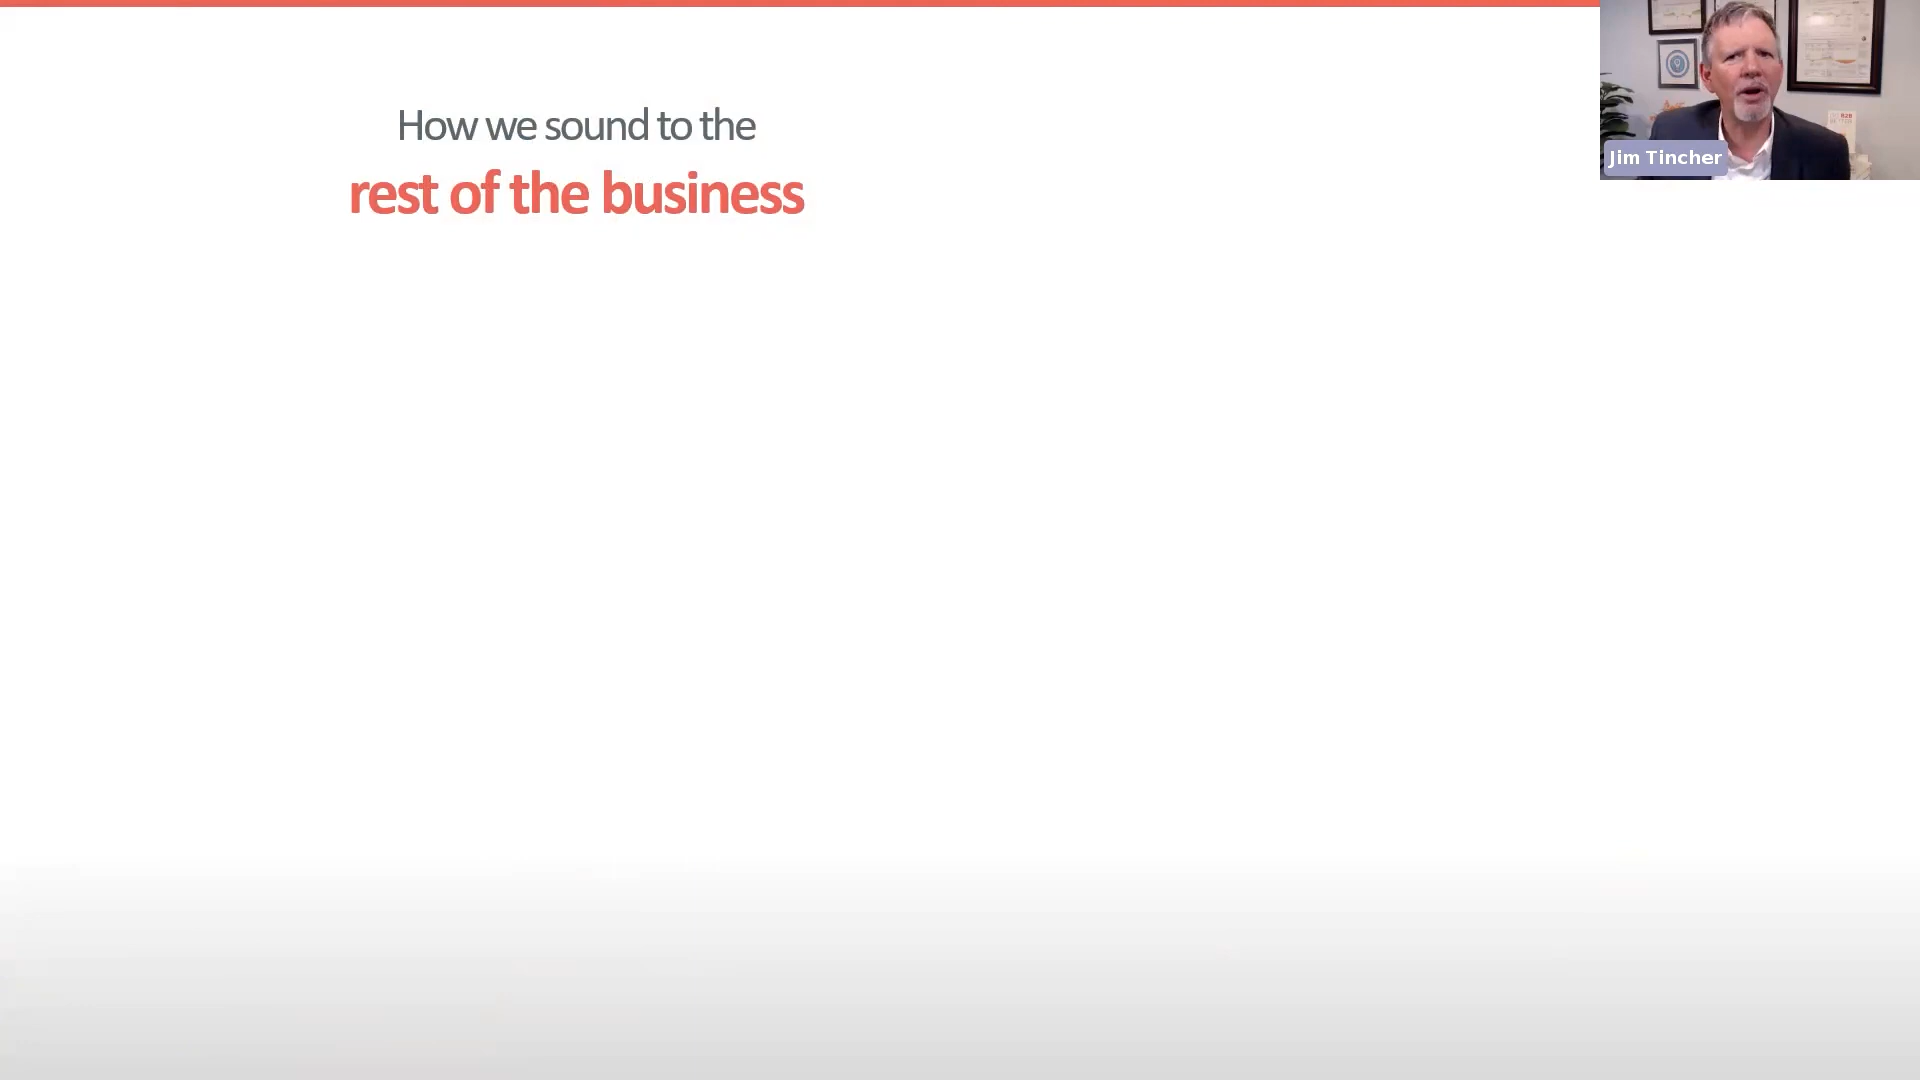 How we sound to the
rest of the business
Jim Tincher